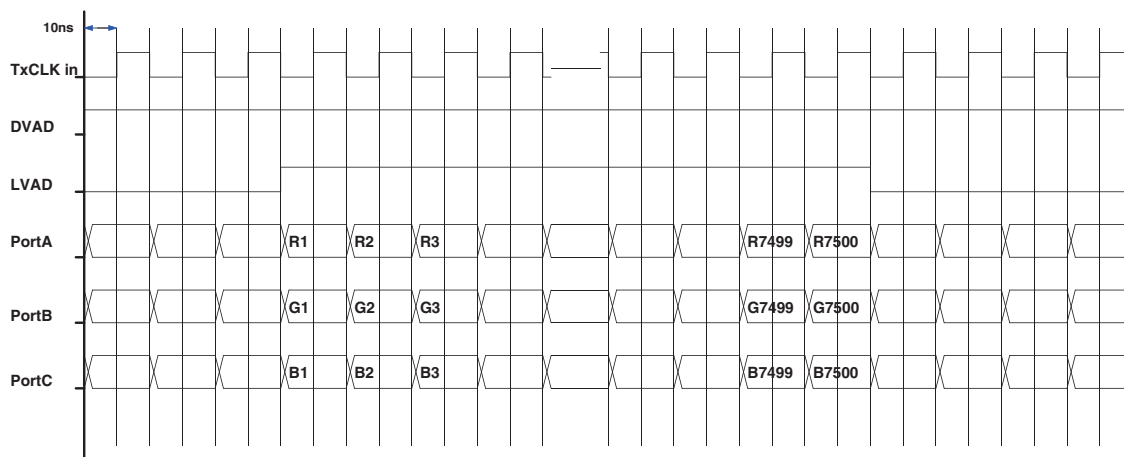 10ns
TxCLK in
DVAD
LVAD
PortA R1 R2 R3 R7499 R7500
PortB G1 G2 G3 G7499 G7500
PortC B1 B2 B3 B7499 B7500